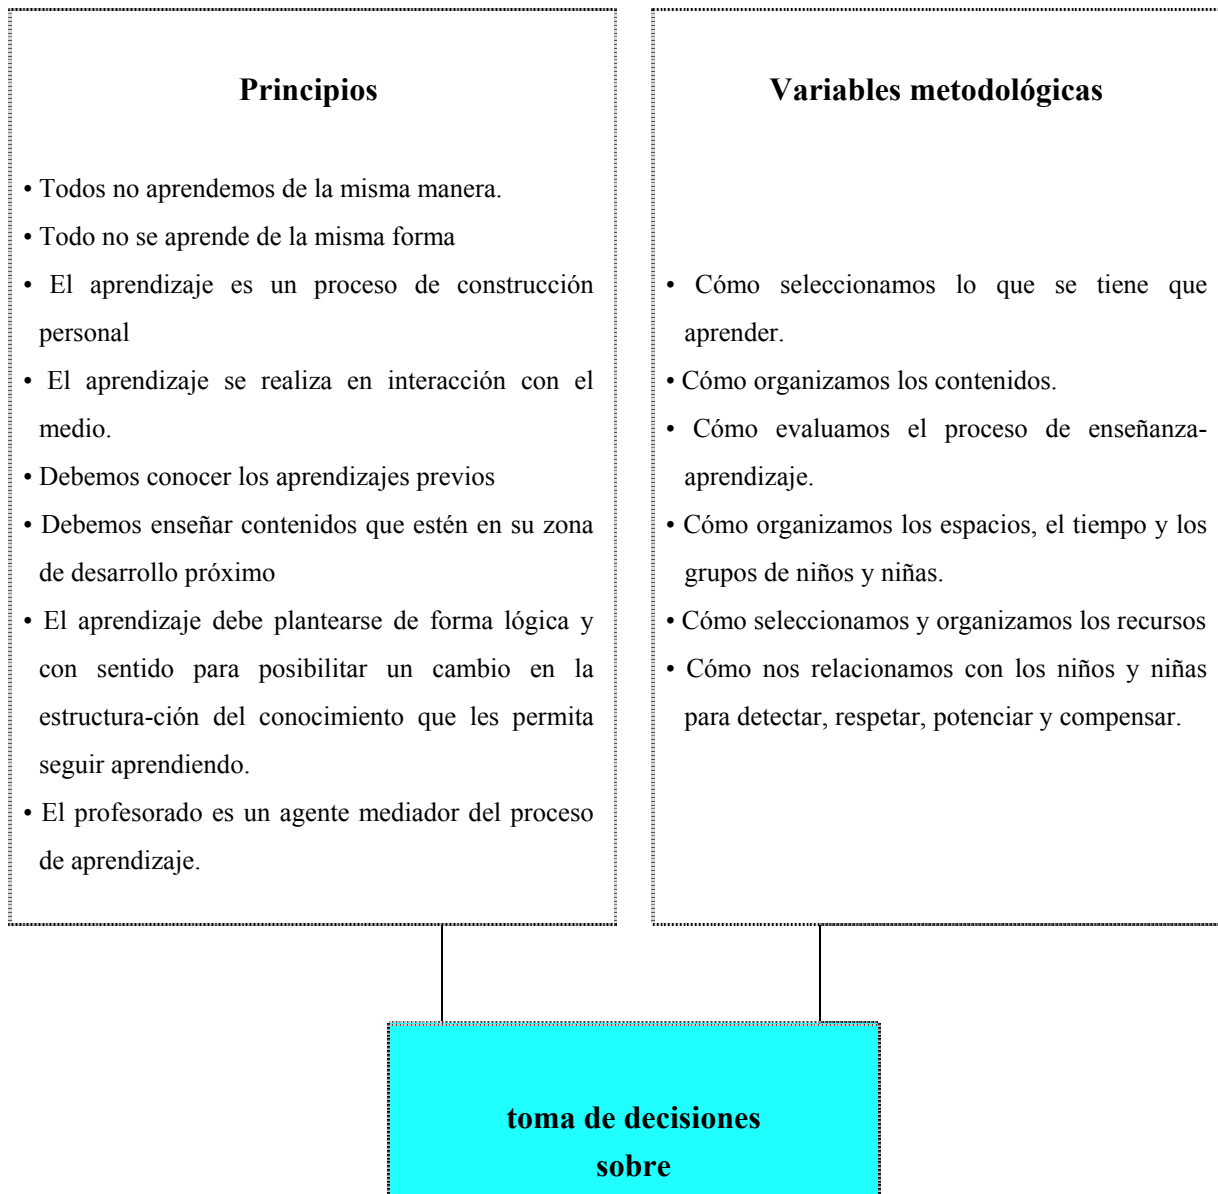 Principios
• Todos no aprendemos de la misma manera.
• Todo no se aprende de la misma forma
• El aprendizaje es un proceso de construcción
personal
• El aprendizaje se realiza en interacción con el
medio.
• Debemos conocer los aprendizajes previos
• Debemos enseñar contenidos que estén en su zona
de desarrollo próximo
• El aprendizaje debe plantearse de forma lógica y
con sentido para posibilitar un cambio en la
estructura-ción del conocimiento que les permita
seguir aprendiendo.
• El profesorado es un agente mediador del proceso
de aprendizaje.
Variables metodológicas
• Cómo seleccionamos lo que se tiene que
aprender.
• Cómo organizamos los contenidos.
• Cómo evaluamos el proceso de enseñanza-
aprendizaje.
• Cómo organizamos los espacios, el tiempo y los
grupos de niños y niñas.
• Cómo seleccionamos y organizamos los recursos
• Cómo nos relacionamos con los niños y niñas
para detectar, respetar, potenciar y compensar.
toma de decisiones
sobre